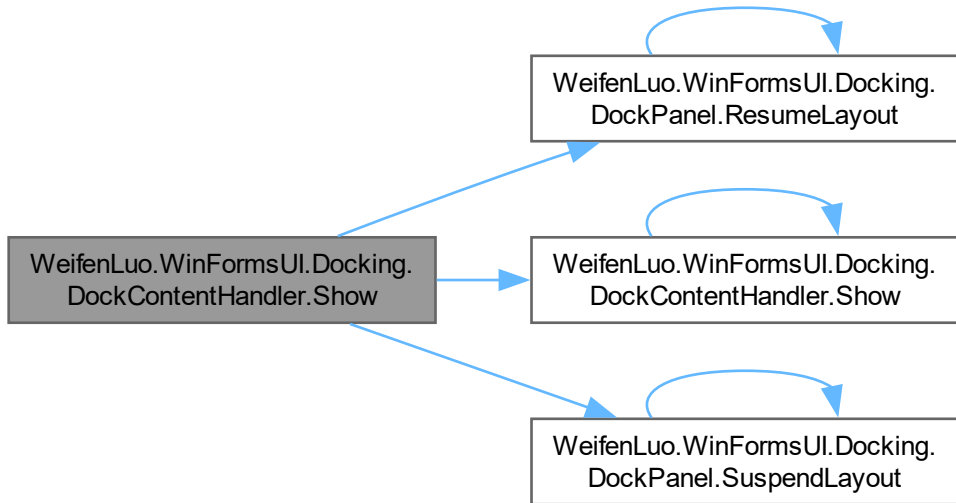 WeifenLuo.WinFormsUI.Docking.
DockPanel.ResumeLayout
WeifenLuo.WinFormsUI.Docking.
DockContentHandler.Show
WeifenLuo.WinFormsUI.Docking.
DockContentHandler.Show
WeifenLuo.WinFormsUI.Docking.
DockPanel.SuspendLayout